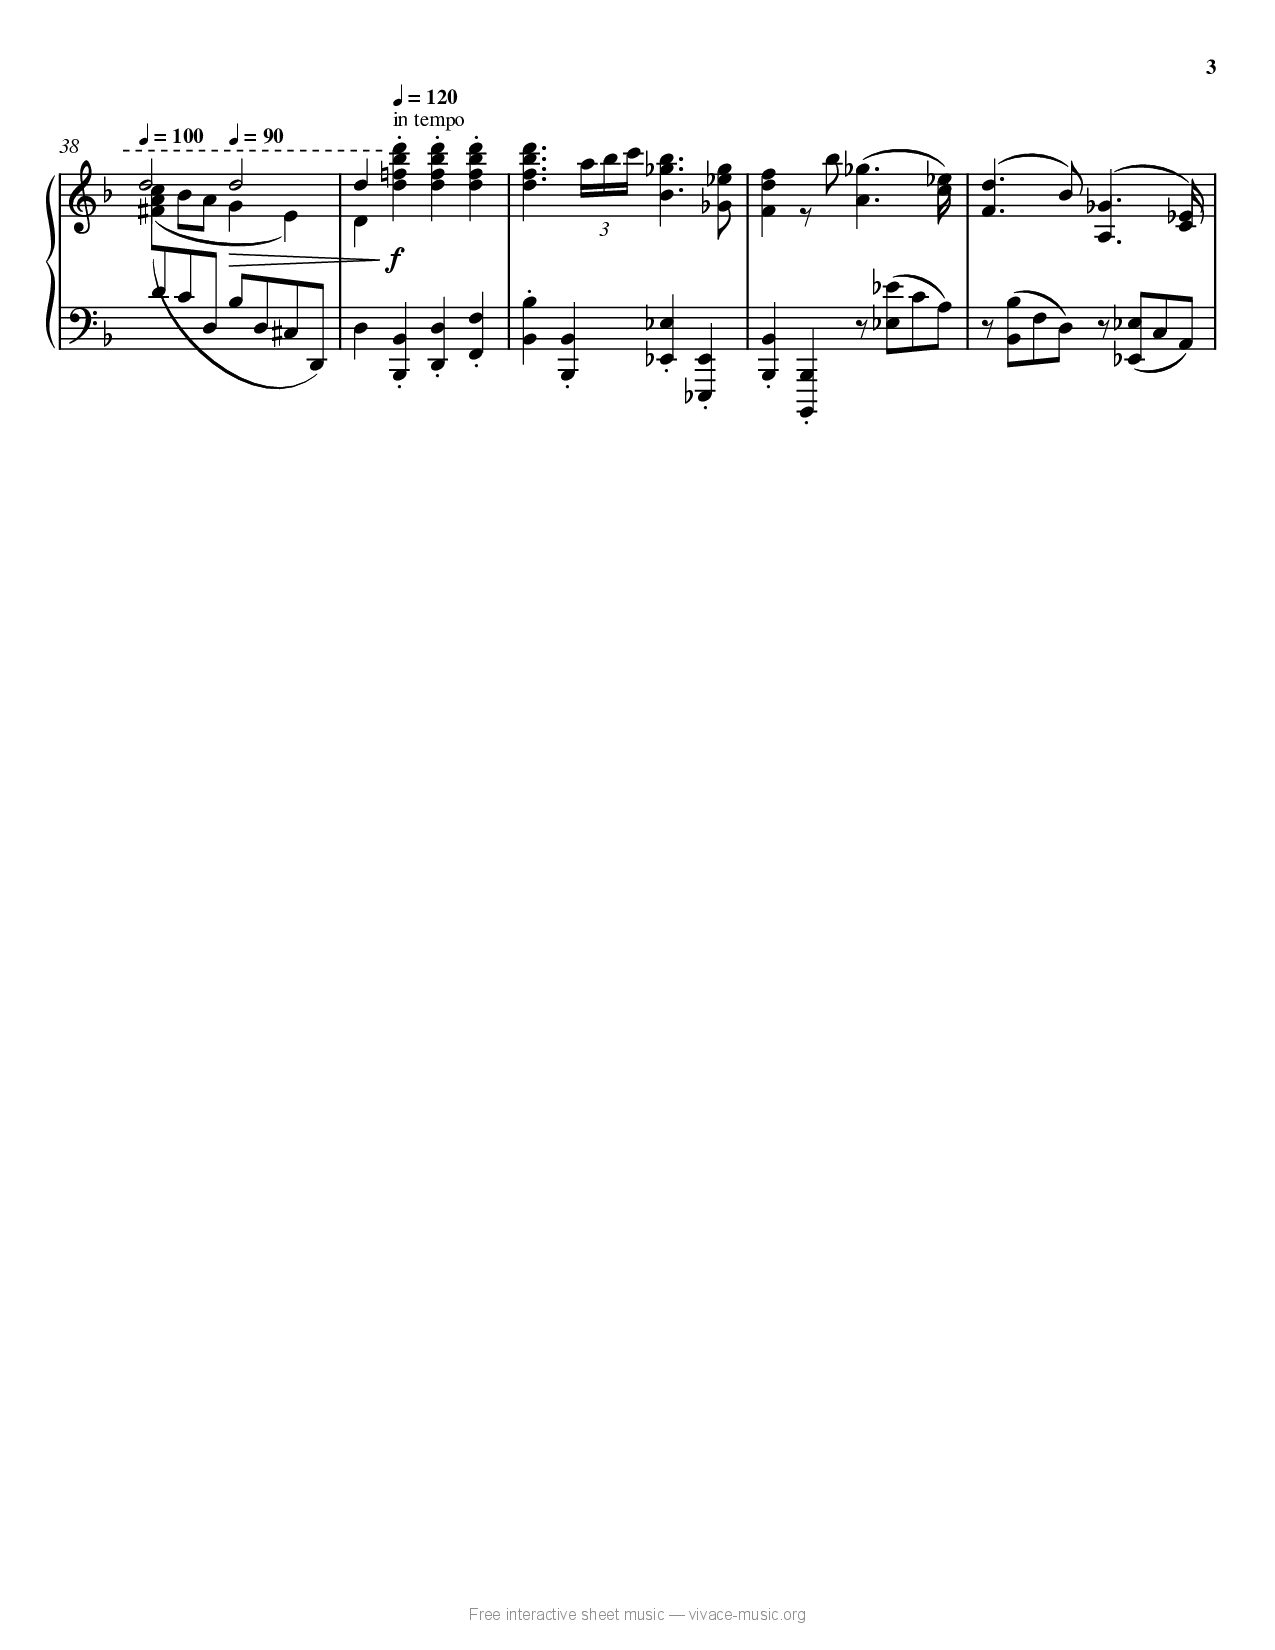 3
♩ = 120
in tempo
38
♩ = 100 ♩ = 90
f
3
Free interactive sheet music — vivace-music.org